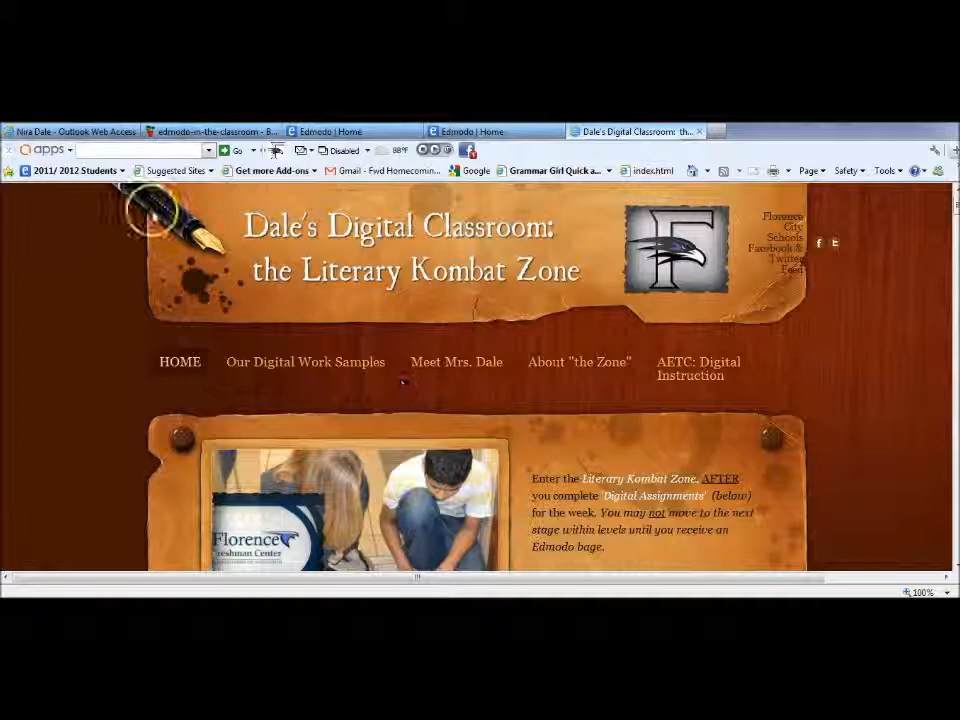 Nira Dale - Outlook Web Access
edmodo-in-the-classroom - B...
Edmodo | Home
Edmodo | Home
Dale's Digital Classroom: th...
apps
Go
Disabled
88°F
2011/ 2012 Students
Suggested Sites
Get more Add-ons
Gmail - Fwd Homecomin...
Google
Grammar Girl Quick a...
index.html
Page
Safety
Tools
Dale's Digital Classroom:
the Literary Kombat Zone
F
Florence
City
Schools
Facebook &
Twitter
Feed
HOME
Our Digital Work Samples
Meet Mrs. Dale
About "the Zone"
AETC: Digital
Instruction
Enter the Literary Kombat Zone, AFTER
you complete 'Digital Assignments' (below)
for the week. You may not move to the next
stage within levels until you receive an
Edmodo bage.
Florence
Freshman Center
100%